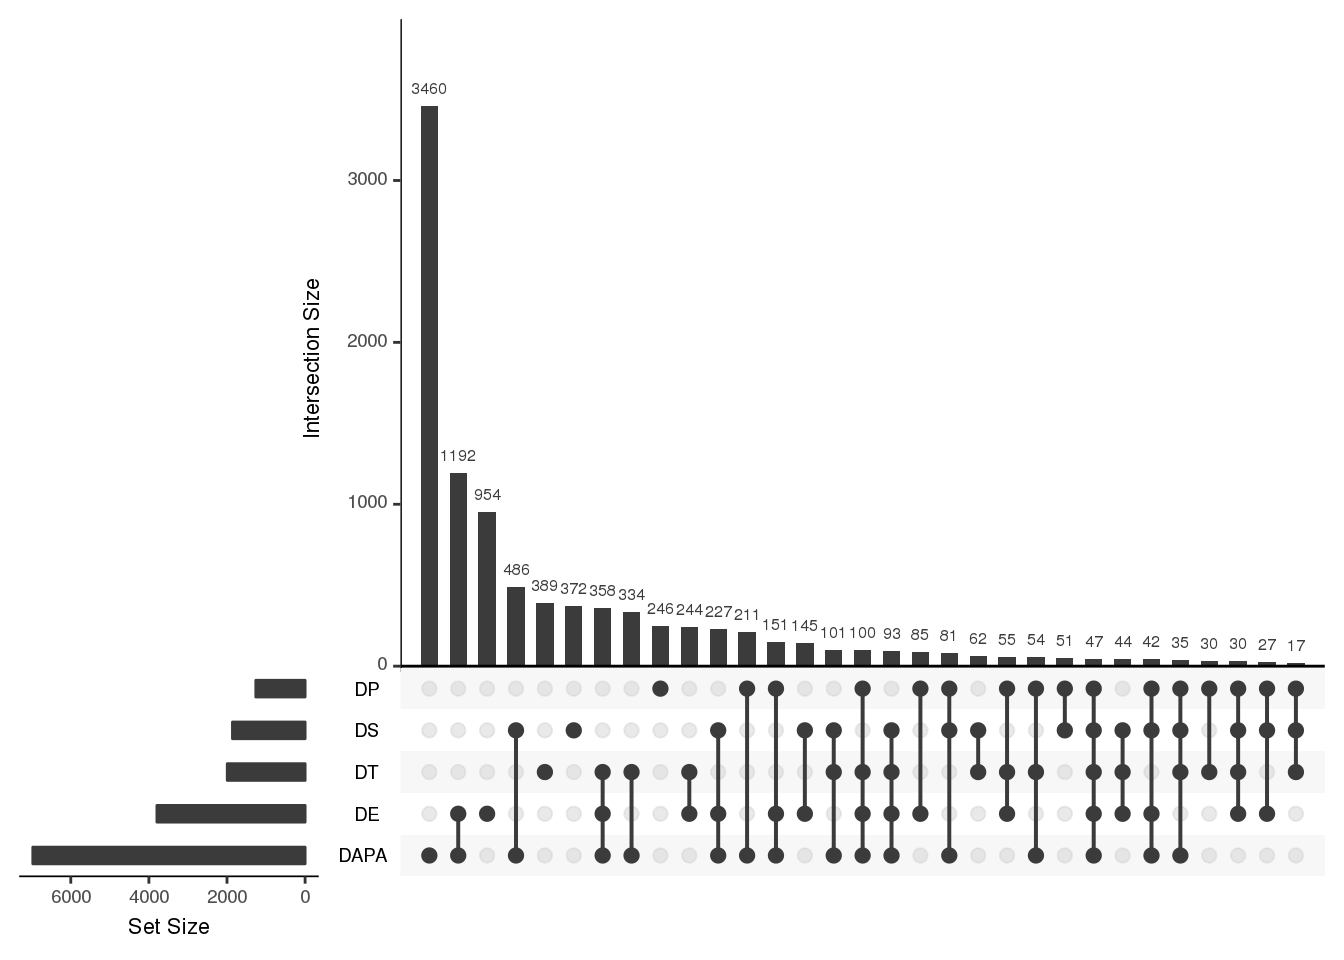 3460
1192
954
486
389 372 358 334
246 244 227 211
151 145 101 100 93 85 81 62 55 54 51 47 44 42 35 30 30 27 17
3000
2000
1000
0
Intersection Size
DP
DS
DT
DE
DAPA
6000 4000 2000 0
Set Size